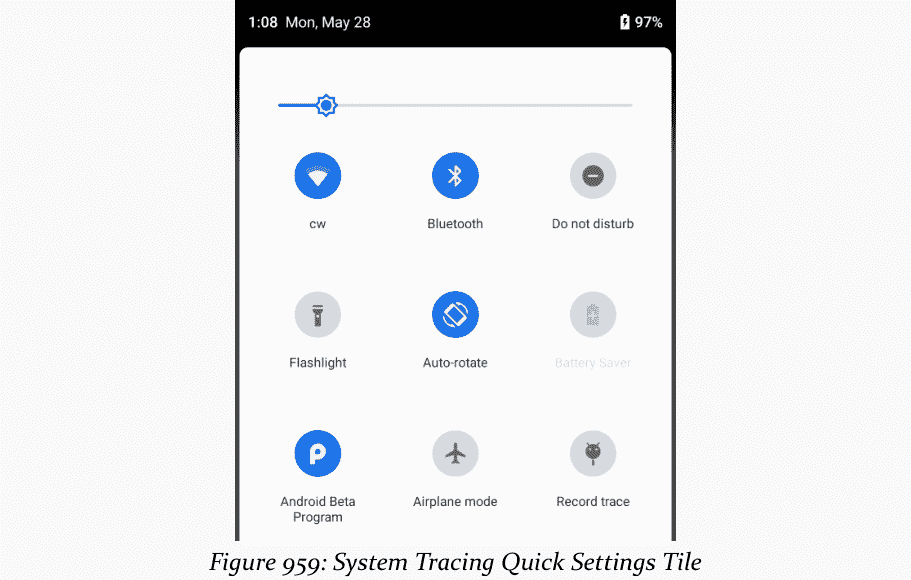 1:08 Mon, May 28 97%
cw Bluetooth Do not disturb
Flashlight Auto-rotate Battery Saver
Android Beta Airplane mode Record trace
Program
Figure 959: System Tracing Quick Settings Tile